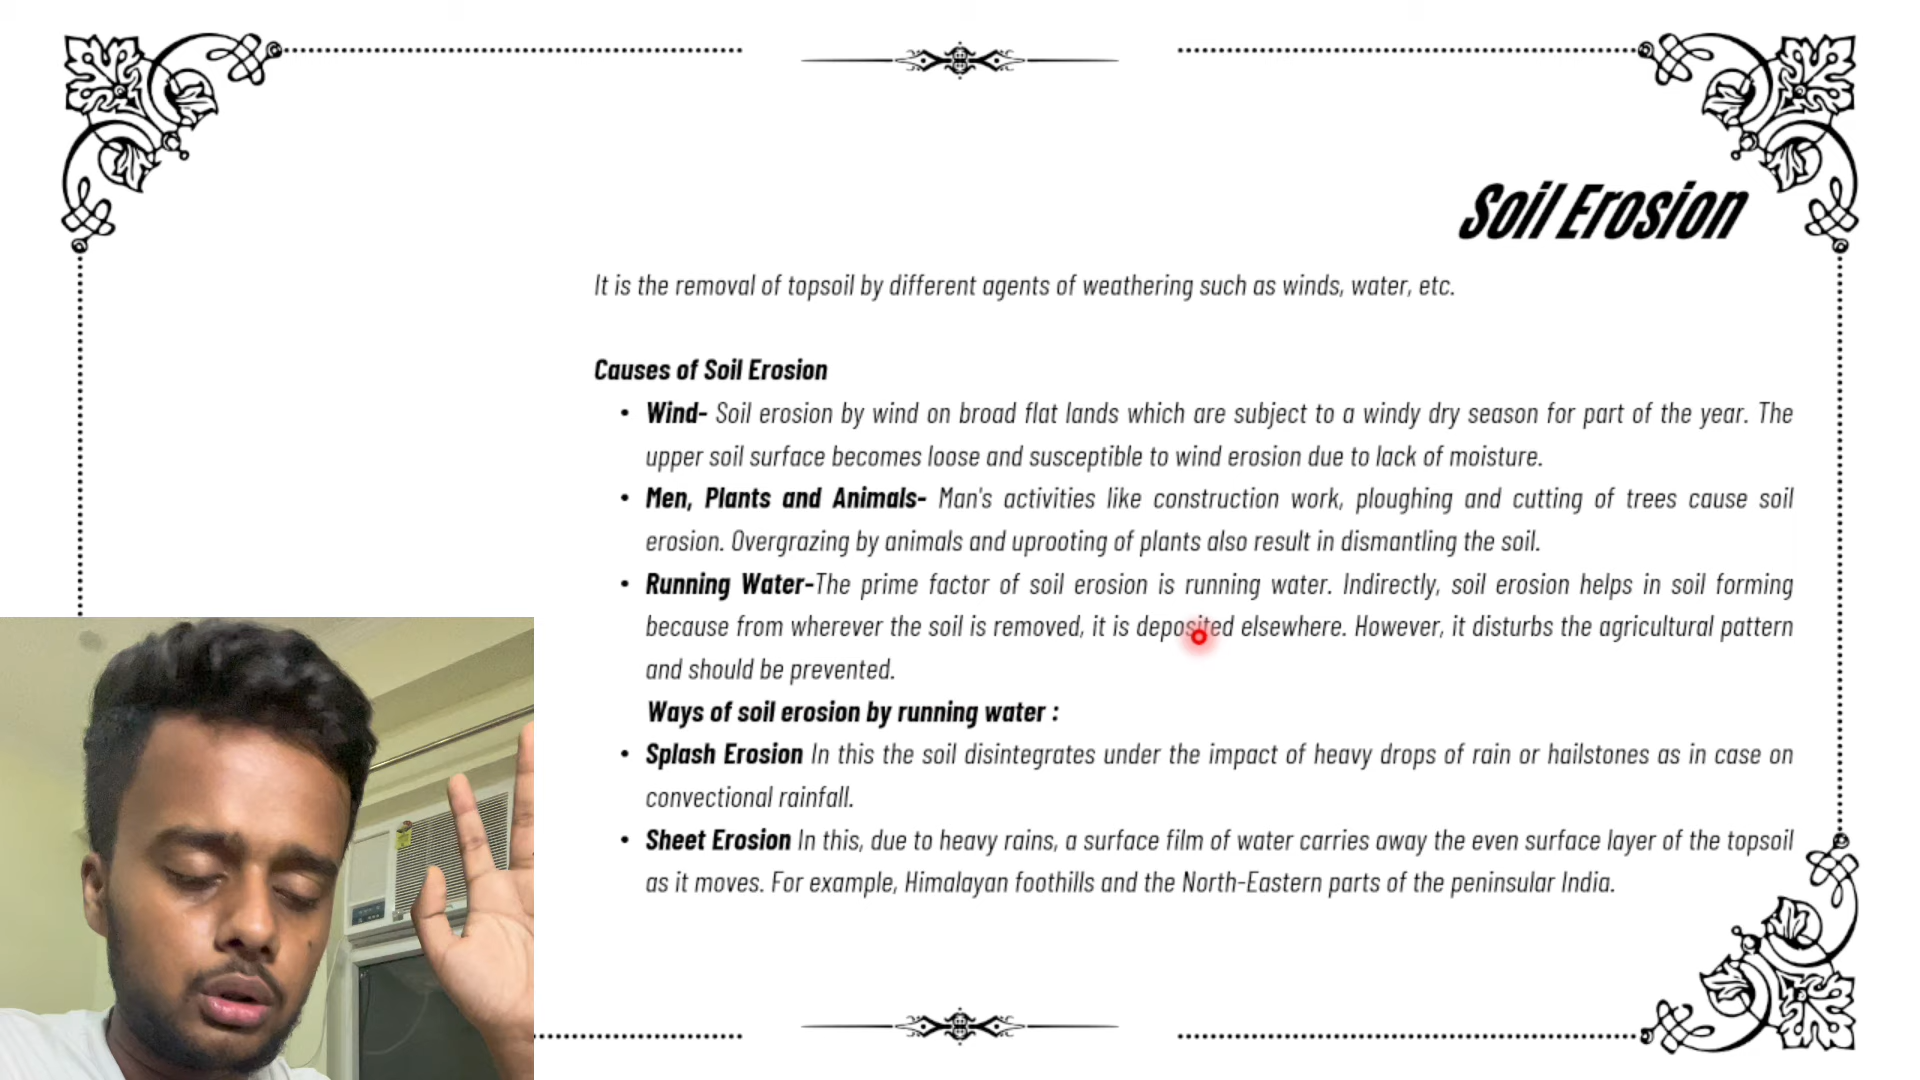 Soil Erosion
It is the removal of topsoil by different agents of weathering such as winds, water, etc.
Causes of Soil Erosion
• Wind- Soil erosion by wind on broad flat lands which are subject to a windy dry season for part of the year. The
upper soil surface becomes loose and susceptible to wind erosion due to lack of moisture.
• Men, Plants and Animals- Man's activities like construction work, ploughing and cutting of trees cause soil
erosion. Overgrazing by animals and uprooting of plants also result in dismantling the soil.
• Running Water-The prime factor of soil erosion is running water. Indirectly, soil erosion helps in soil forming
because from wherever the soil is removed, it is deposited elsewhere. However, it disturbs the agricultural pattern
and should be prevented.
Ways of soil erosion by running water :
• Splash Erosion In this the soil disintegrates under the impact of heavy drops of rain or hailstones as in case on
convectional rainfall.
• Sheet Erosion In this, due to heavy rains, a surface film of water carries away the even surface layer of the topsoil
as it moves. For example, Himalayan foothills and the North-Eastern parts of the peninsular India.